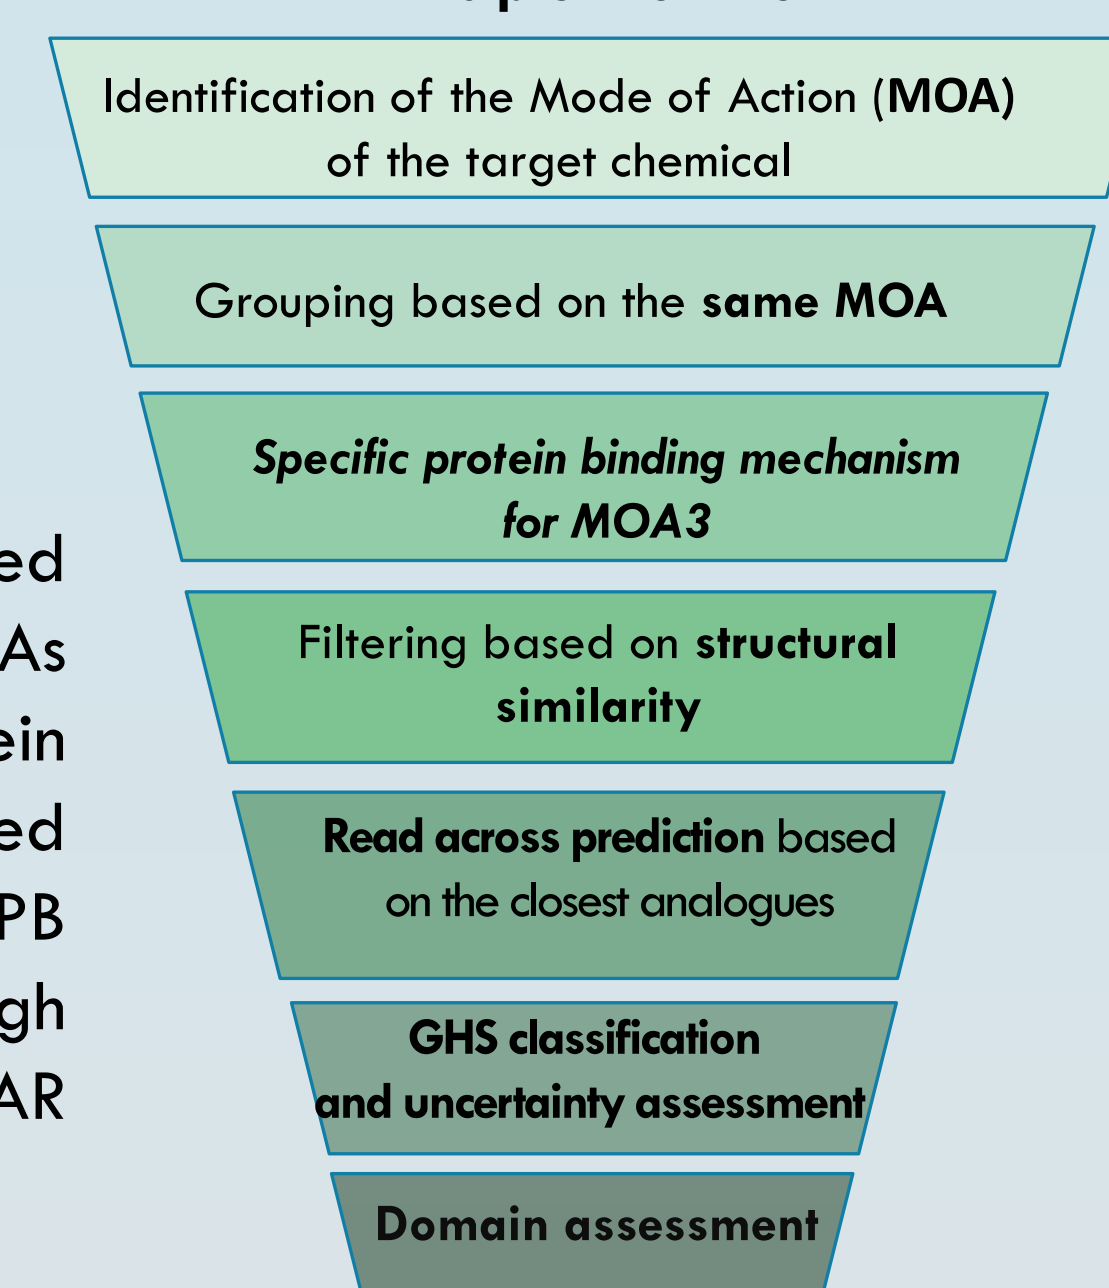 Identification of the Mode of Action (MOA)
of the target chemical
Grouping based on the same MOA
Specific protein binding mechanism
for MOA3
Filtering based on structural
similarity
Read across prediction based
on the closest analogues
GHS classification
and uncertainty assessment
Domain assessment
ed
As
ein
ed
PB
gh
AR